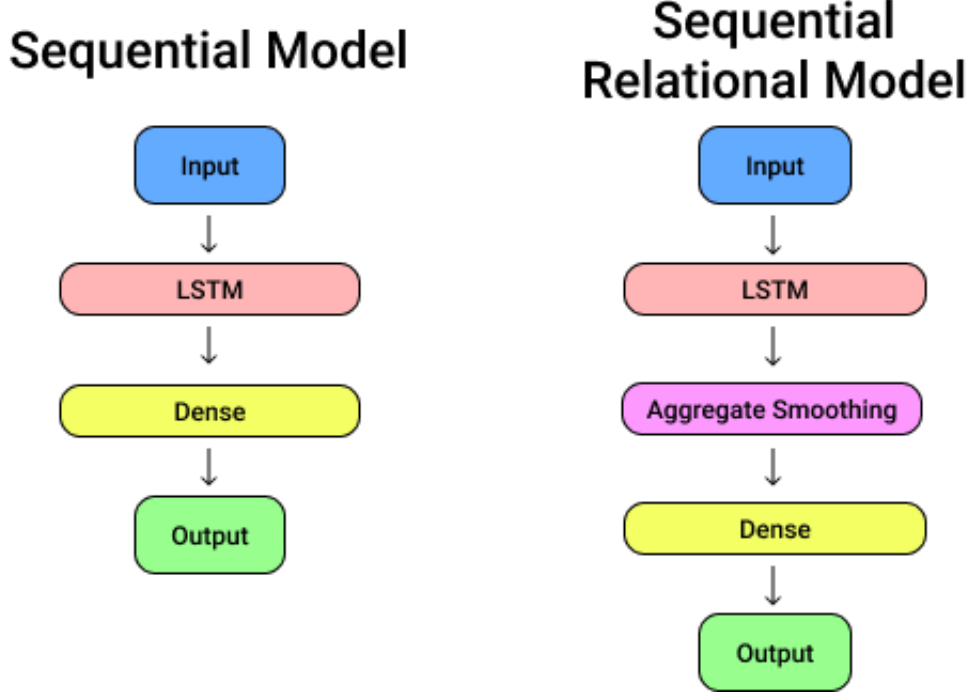 Sequential Model
Input
LSTM
Dense
Output
Sequential
Relational Model
Input
LSTM
Aggregate Smoothing
Dense
Output